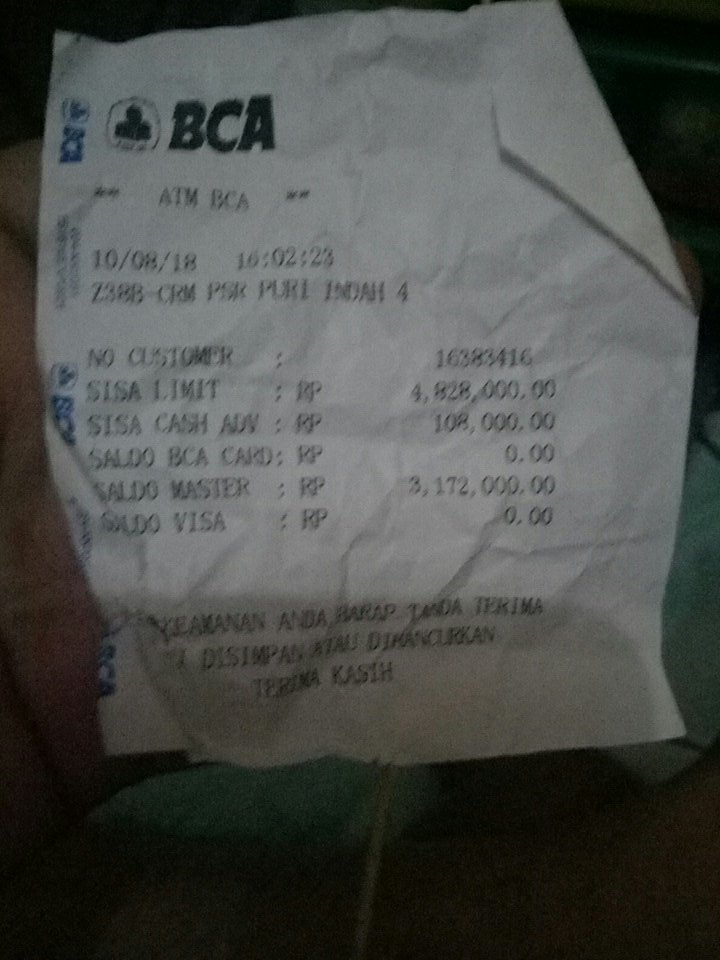 BCA
** ATM BCA **
10/08/18 16:02:23
Z38B-CRM PSR PURI INDAH 4
NO CUSTOMER : 16383416
SISA LIMIT : RP 4,828,000.00
SISA CASH ADV : RP 108,000.00
SALDO BCA CARD: RP 0.00
SALDO MASTER : RP 3,172,000.00
SALDO VISA : RP 0.00
KEAMANAN ANDA,HARAP TANDA TERIMA
DISIMPAN ATAU DIHANCURKAN
TERIMA KASIH
BCA
BCA
BCA